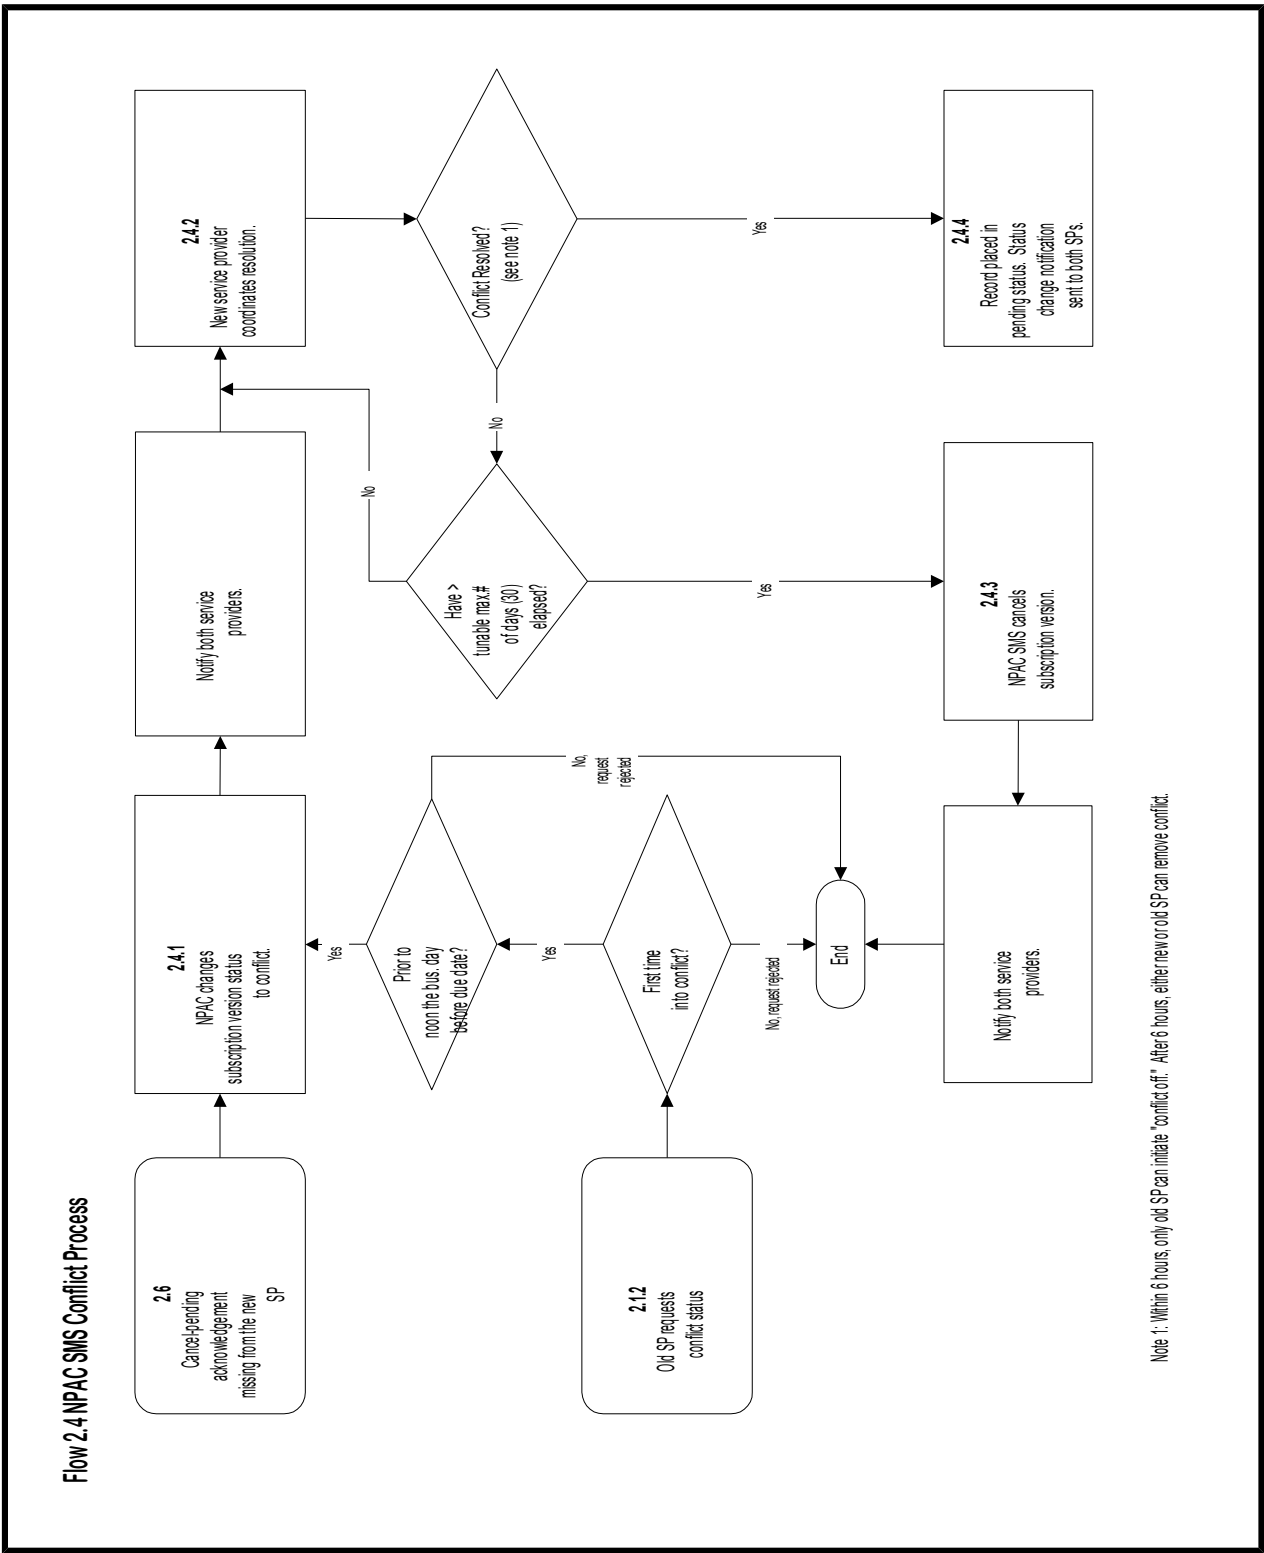 Flow 2.4 NPAC SMS Conflict Process
2.6
Cancel-pending
acknowledgement
missing from the new
SP
2.4.1
NPAC changes
subscription version status
to conflict.
Notify both service
providers.
2.4.2
New service provider
coordinates resolution.
Yes
Prior to
noon the bus. day
before due date?
No,
request
rejected
No
Have >
tunable max.#
of days (30)
elapsed?
No
Conflict Resolved?
(see note 1)
2.1.2
Old SP requests
conflict status
Yes
First time
into conflict?
No, request rejected
End
Yes
Yes
Notify both service
providers.
2.4.3
NPAC SMS cancels
subscription version.
2.4.4
Record placed in
pending status. Status
change notification
sent to both SPs.
Note 1: Within 6 hours, only old SP can initiate "conflict off." After 6 hours, either new or old SP can remove conflict.